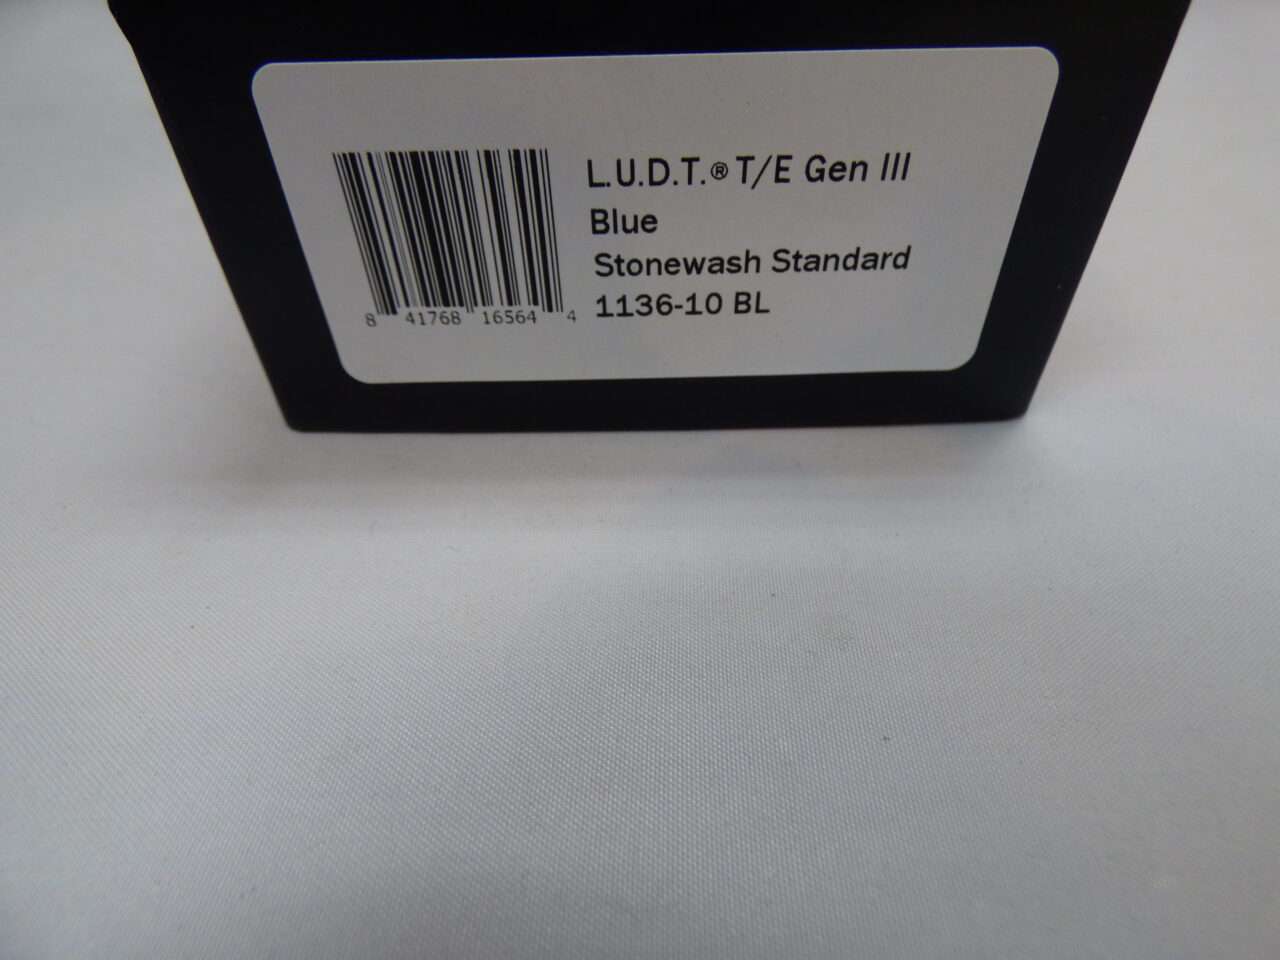 L.U.D.T.® T/E Gen III
Blue
Stonewash Standard
1136-10 BL
8 41768 16564 4